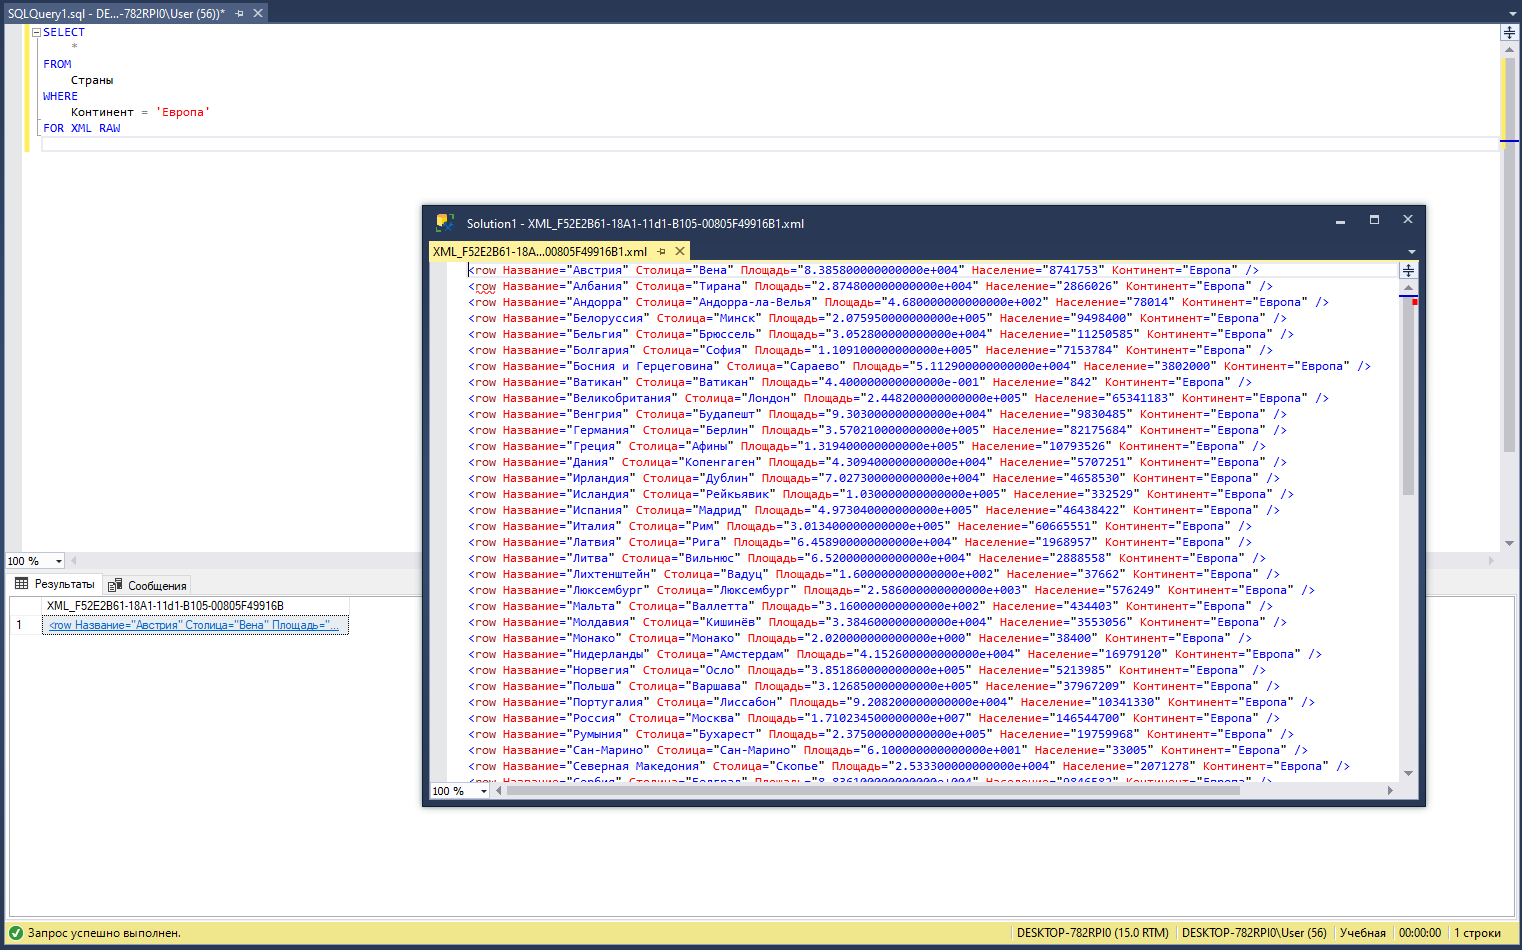 SQLQuery1.sql - DE...-782RPI0\User (56))*
SELECT
*
FROM
Страны
WHERE
Континент = 'Европа'
FOR XML RAW
Solution1 - XML_F52E2B61-18A1-11d1-B105-00805F49916B1.xml
XML_F52E2B61-18A...00805F49916B1.xml
<row Название="Австрия" Столица="Вена" Площадь="8.385800000000000e+004" Население="8741753" Континент="Европа" />
<row Название="Албания" Столица="Тирана" Площадь="2.874800000000000e+004" Население="2866026" Континент="Европа" />
<row Название="Андорра" Столица="Андорра-ла-Велья" Площадь="4.680000000000000e+002" Население="78014" Континент="Европа" />
<row Название="Белоруссия" Столица="Минск" Площадь="2.075950000000000e+005" Население="9498400" Континент="Европа" />
<row Название="Бельгия" Столица="Брюссель" Площадь="3.052800000000000e+004" Население="11250585" Континент="Европа" />
<row Название="Болгария" Столица="София" Площадь="1.109100000000000e+005" Население="7153784" Континент="Европа" />
<row Название="Босния и Герцеговина" Столица="Сараево" Площадь="5.112900000000000e+004" Население="3802000" Континент="Европа" />
<row Название="Ватикан" Столица="Ватикан" Площадь="4.400000000000000e-001" Население="842" Континент="Европа" />
<row Название="Великобритания" Столица="Лондон" Площадь="2.448200000000000e+005" Население="65341183" Континент="Европа" />
<row Название="Венгрия" Столица="Будапешт" Площадь="9.303000000000000e+004" Население="9830485" Континент="Европа" />
<row Название="Германия" Столица="Берлин" Площадь="3.570210000000000e+005" Население="82175684" Континент="Европа" />
<row Название="Греция" Столица="Афины" Площадь="1.319400000000000e+005" Население="10793526" Континент="Европа" />
<row Название="Дания" Столица="Копенгаген" Площадь="4.309400000000000e+004" Население="5707251" Континент="Европа" />
<row Название="Ирландия" Столица="Дублин" Площадь="7.027300000000000e+004" Население="4658530" Континент="Европа" />
<row Название="Исландия" Столица="Рейкьявик" Площадь="1.030000000000000e+005" Население="332529" Континент="Европа" />
<row Название="Испания" Столица="Мадрид" Площадь="4.973040000000000e+005" Население="46438422" Континент="Европа" />
<row Название="Италия" Столица="Рим" Площадь="3.013400000000000e+005" Население="60665551" Континент="Европа" />
<row Название="Латвия" Столица="Рига" Площадь="6.458900000000000e+004" Население="1968957" Континент="Европа" />
<row Название="Литва" Столица="Вильнюс" Площадь="6.520000000000000e+004" Население="2888558" Континент="Европа" />
<row Название="Лихтенштейн" Столица="Вадуц" Площадь="1.600000000000000e+002" Население="37662" Континент="Европа" />
<row Название="Люксембург" Столица="Люксембург" Площадь="2.586000000000000e+003" Население="576249" Континент="Европа" />
<row Название="Мальта" Столица="Валлетта" Площадь="3.160000000000000e+002" Население="434403" Континент="Европа" />
<row Название="Молдавия" Столица="Кишинёв" Площадь="3.384600000000000e+004" Население="3553056" Континент="Европа" />
<row Название="Монако" Столица="Монако" Площадь="2.020000000000000e+000" Население="38400" Континент="Европа" />
<row Название="Нидерланды" Столица="Амстердам" Площадь="4.152600000000000e+004" Население="16979120" Континент="Европа" />
<row Название="Норвегия" Столица="Осло" Площадь="3.851860000000000e+005" Население="5213985" Континент="Европа" />
<row Название="Польша" Столица="Варшава" Площадь="3.126850000000000e+005" Население="37967209" Континент="Европа" />
<row Название="Португалия" Столица="Лиссабон" Площадь="9.208200000000000e+004" Население="10341330" Континент="Европа" />
<row Название="Россия" Столица="Москва" Площадь="1.710234500000000e+007" Население="146544700" Континент="Европа" />
<row Название="Румыния" Столица="Бухарест" Площадь="2.375000000000000e+005" Население="19759968" Континент="Европа" />
<row Название="Сан-Марино" Столица="Сан-Марино" Площадь="6.100000000000000e+001" Население="33005" Континент="Европа" />
<row Название="Северная Македония" Столица="Скопье" Площадь="2.533300000000000e+004" Население="2071278" Континент="Европа" />
<row Название="Сербия" Столица="Белград" Площадь="8.836100000000000e+004" Население="9846582" Континент="Европа" />
100 %
100 %
Результаты
Сообщения
XML_F52E2B61-18A1-11d1-B105-00805F49916B
1 <row Название="Австрия" Столица="Вена" Площадь="...
Запрос успешно выполнен.
DESKTOP-782RPI0 (15.0 RTM)
DESKTOP-782RPI0\User (56)
Учебная
00:00:00
1 строки